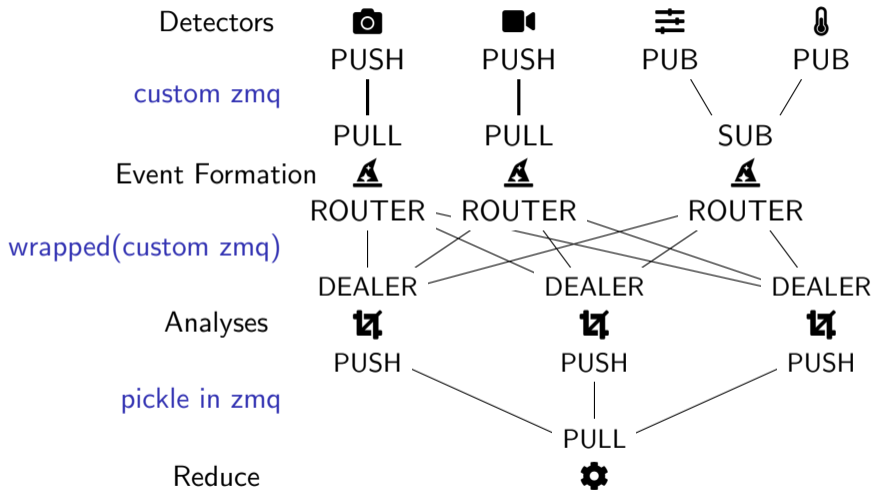 Detectors
PUSH PUSH PUB PUB
custom zmq
PULL PULL SUB
Event Formation
ROUTER ROUTER ROUTER
wrapped(custom zmq)
DEALER DEALER DEALER
Analyses
PUSH PUSH PUSH
pickle in zmq
PULL
Reduce